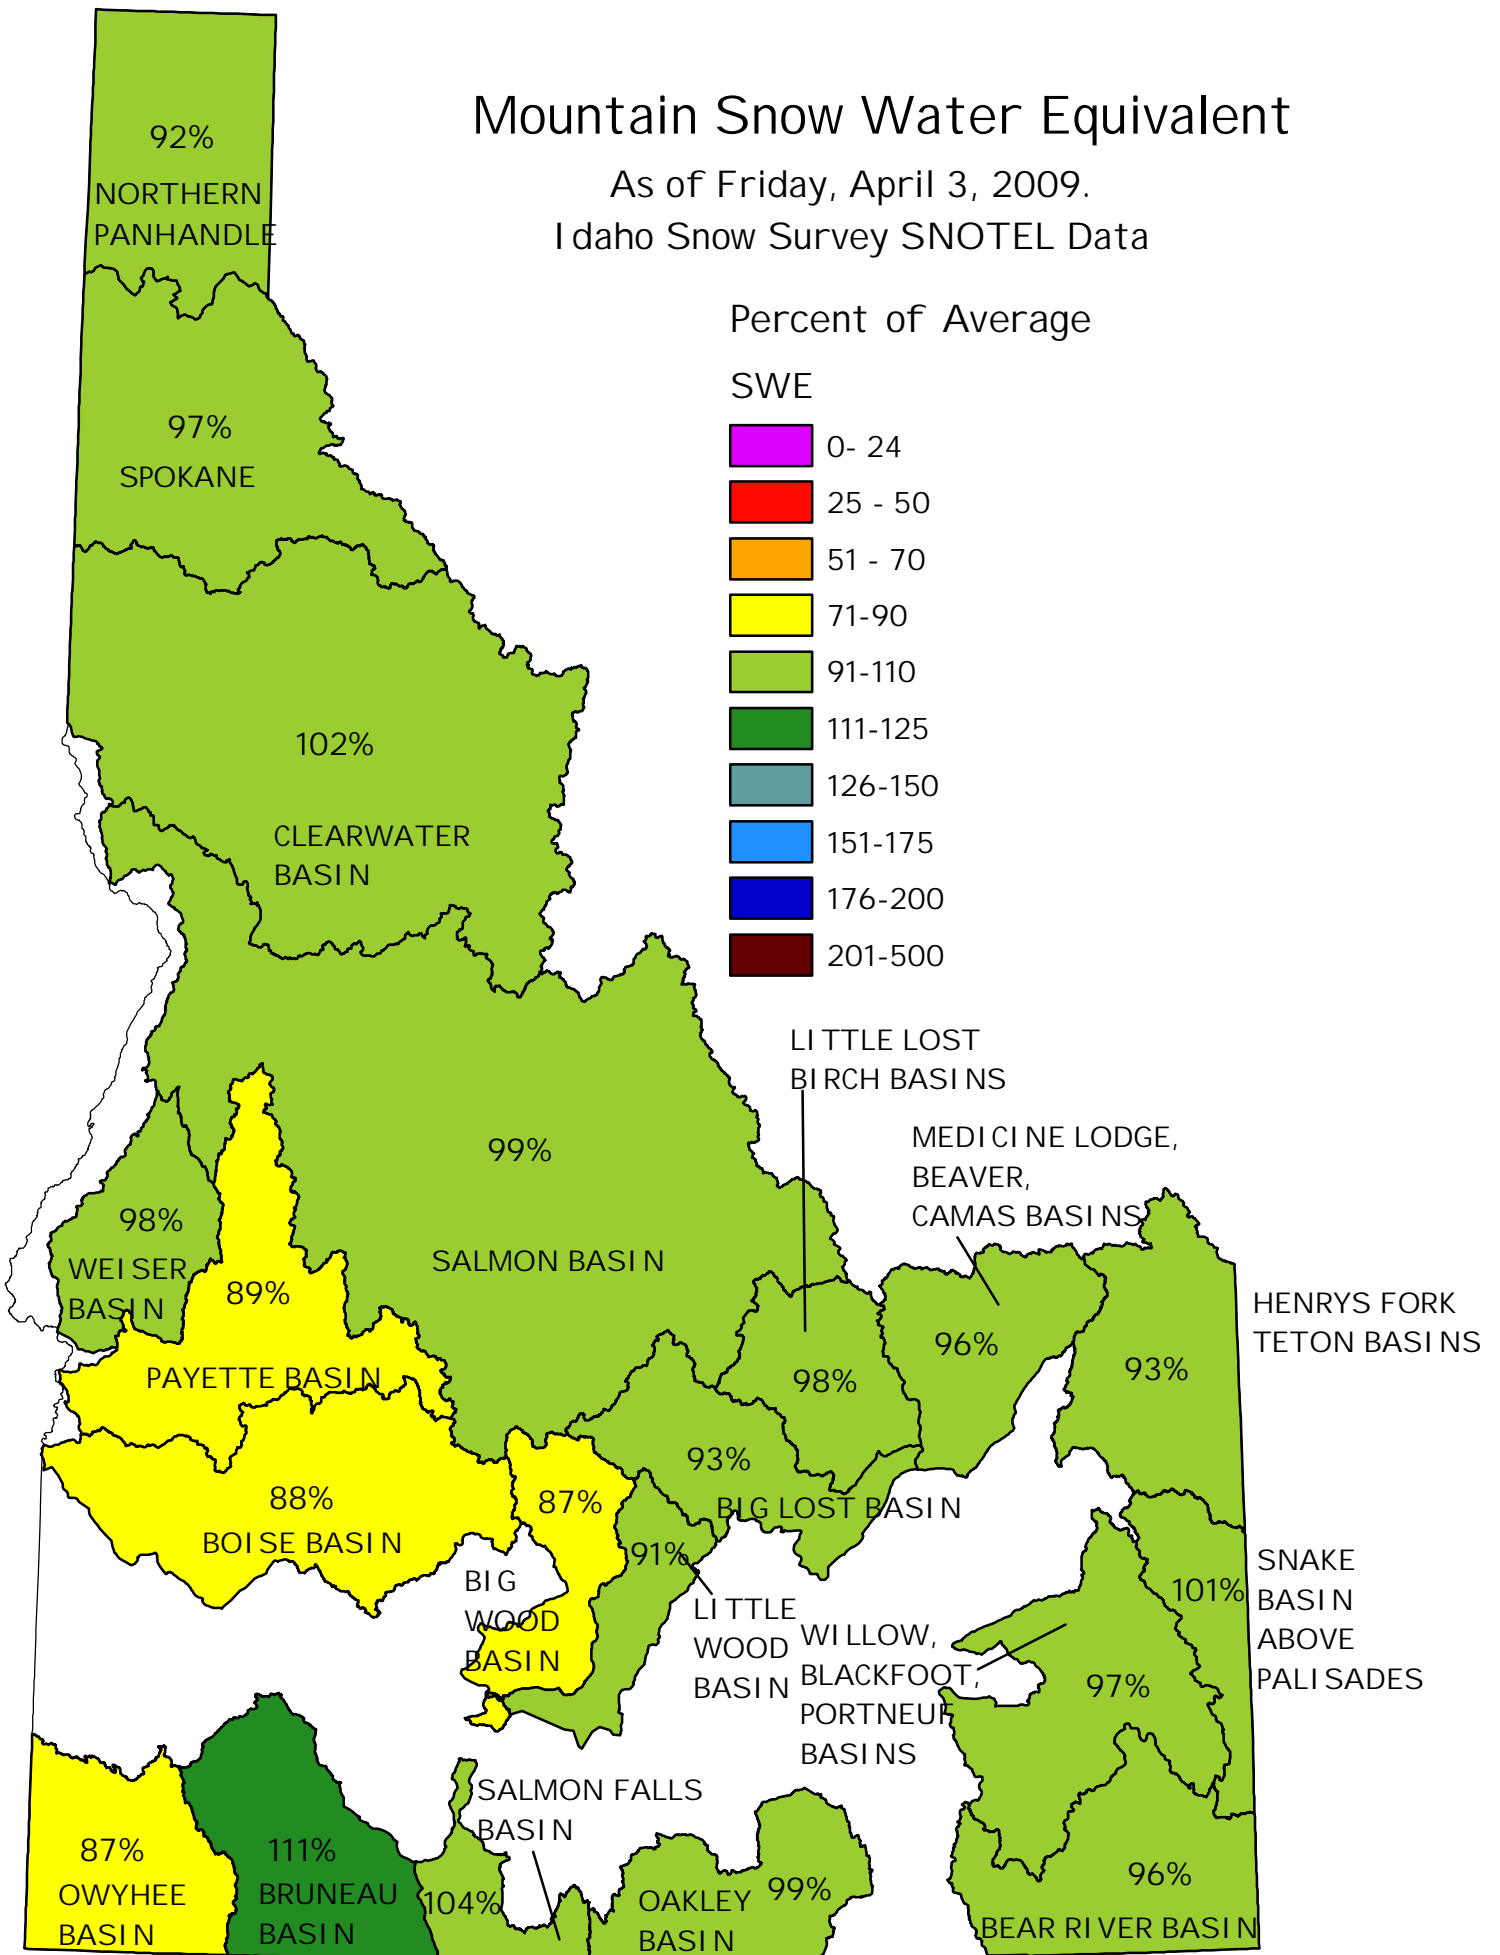 Mountain Snow Water Equivalent
As of Friday, April 3, 2009.
Idaho Snow Survey SNOTEL Data
Percent of Average
SWE
0- 24
25 - 50
51 - 70
71-90
91-110
111-125
126-150
151-175
176-200
201-500
92%
NORTHERN
PANHANDLE
97%
SPOKANE
102%
CLEARWATER
BASIN
99%
SALMON BASIN
LITTLE LOST
BIRCH BASINS
98%
MEDICINE LODGE,
BEAVER,
CAMAS BASINS
96%
HENRYS FORK
TETON BASINS
93%
98%
WEISER
BASIN
89%
PAYETTE BASIN
88%
BOISE BASIN
87%
BIG
WOOD
BASIN
93%
BIG LOST BASIN
91%
LITTLE
WOOD
BASIN
WILLOW,
BLACKFOOT,
PORTNEUF
BASINS
97%
101%
SNAKE
BASIN
ABOVE
PALISADES
87%
OWYHEE
BASIN
111%
BRUNEAU
BASIN
SALMON FALLS
BASIN
104%
OAKLEY
BASIN
99%
96%
BEAR RIVER BASIN